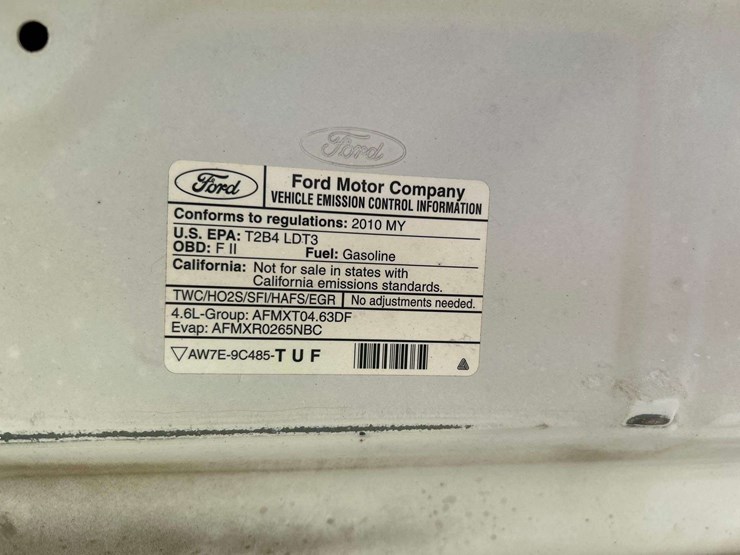 Ford
Ford
Ford Motor Company
VEHICLE EMISSION CONTROL INFORMATION
Conforms to regulations: 2010 MY
U.S. EPA: T2B4 LDT3
OBD: F II Fuel: Gasoline
California: Not for sale in states with
California emissions standards.
TWC/HO2S/SFI/HAFS/EGR No adjustments needed.
4.6L-Group: AFMXT04.63DF
Evap: AFMXR0265NBC
AW7E-9C485-TUF